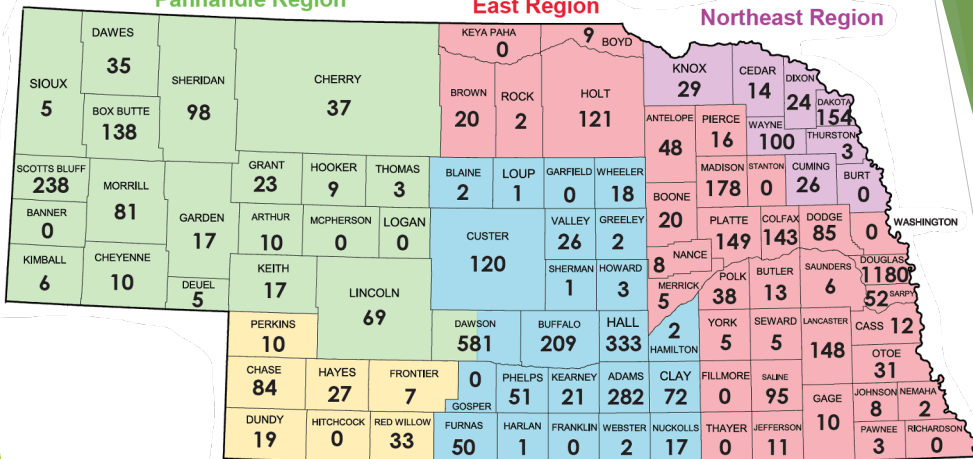 Panhandle Region
East Region
Northeast Region
SIOUX
5
DAWES
35
BOX BUTTE
138
SHERIDAN
98
CHERRY
37
KEYA PAHA
0
9 BOYD
BROWN
20
ROCK
2
HOLT
121
KNOX
29
CEDAR
14
DIXON
24
DAKOTA
154
ANTELOPE
48
PIERCE
16
WAYNE
100
THURSTON
3
SCOTTS BLUFF
238
MORRILL
81
GARDEN
17
GRANT
23
HOOKER
9
THOMAS
3
BLAINE
2
LOUP
1
GARFIELD
0
WHEELER
18
BOONE
20
MADISON
178
STANTON
0
CUMING
26
BURT
0
BANNER
0
ARTHUR
10
MCPHERSON
0
LOGAN
0
CUSTER
120
VALLEY
26
GREELEY
2
PLATTE
149
COLFAX
143
DODGE
85
WASHINGTON
0
KIMBALL
6
CHEYENNE
10
DEUEL
5
KEITH
17
LINCOLN
69
SHERMAN
1
HOWARD
3
8 NANCE
MERRICK
5
POLK
38
BUTLER
13
SAUNDERS
6
DOUGLAS
1180
52 SARPY
PERKINS
10
DAWSON
581
BUFFALO
209
HALL
333
2
HAMILTON
YORK
5
SEWARD
5
LANCASTER
148
CASS 12
OTOE
31
CHASE
84
HAYES
27
FRONTIER
7
0
GOSPER
PHELPS
51
KEARNEY
21
ADAMS
282
CLAY
72
FILLMORE
0
SALINE
95
GAGE
10
JOHNSON
8
NEMAHA
2
DUNDY
19
HITCHCOCK
0
RED WILLOW
33
FURNAS
50
HARLAN
1
FRANKLIN
0
WEBSTER
2
NUCKOLLS
17
THAYER
0
JEFFERSON
11
PAWNEE
3
RICHARDSON
0